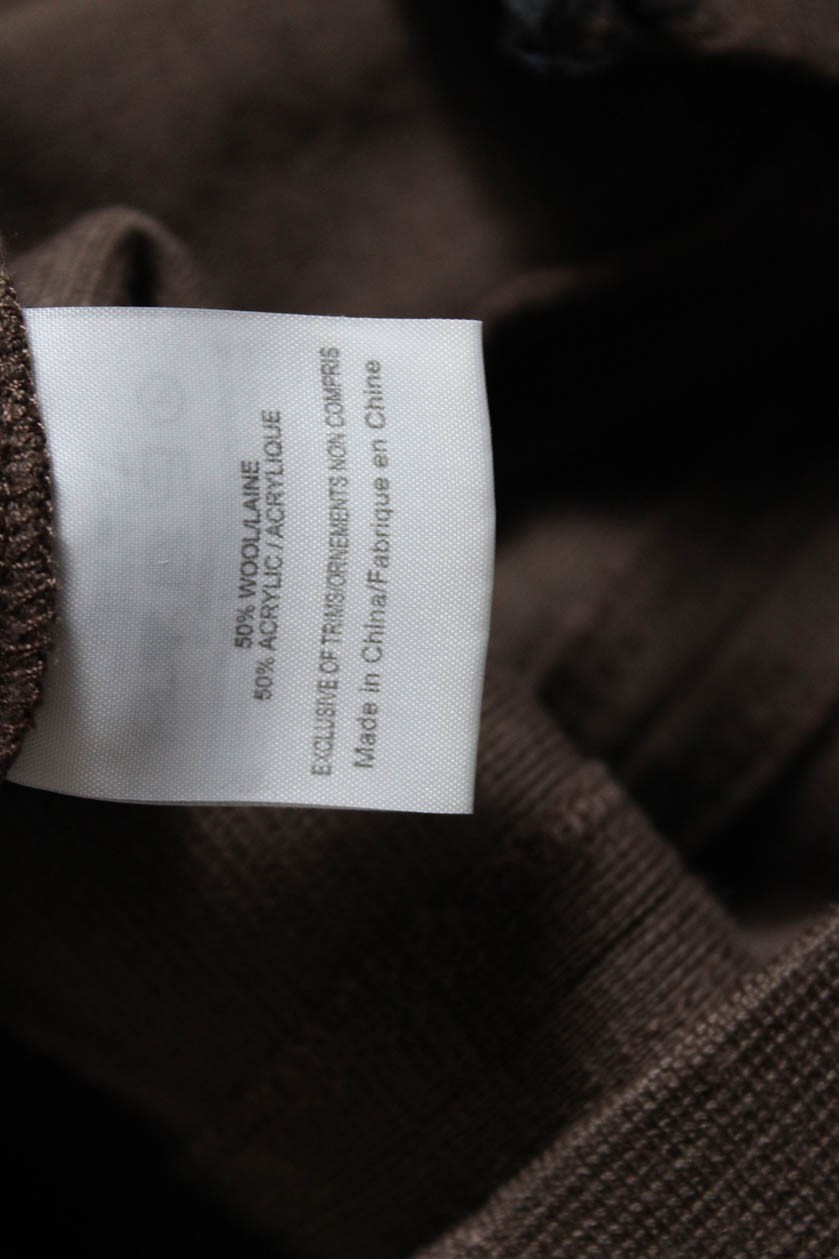 50% WOOL/LAINE
50% ACRYLIC/ACRYLIQUE
EXCLUSIVE OF TRIMS/ORNEMENTS NON COMPRIS
Made in China/Fabrique en Chine